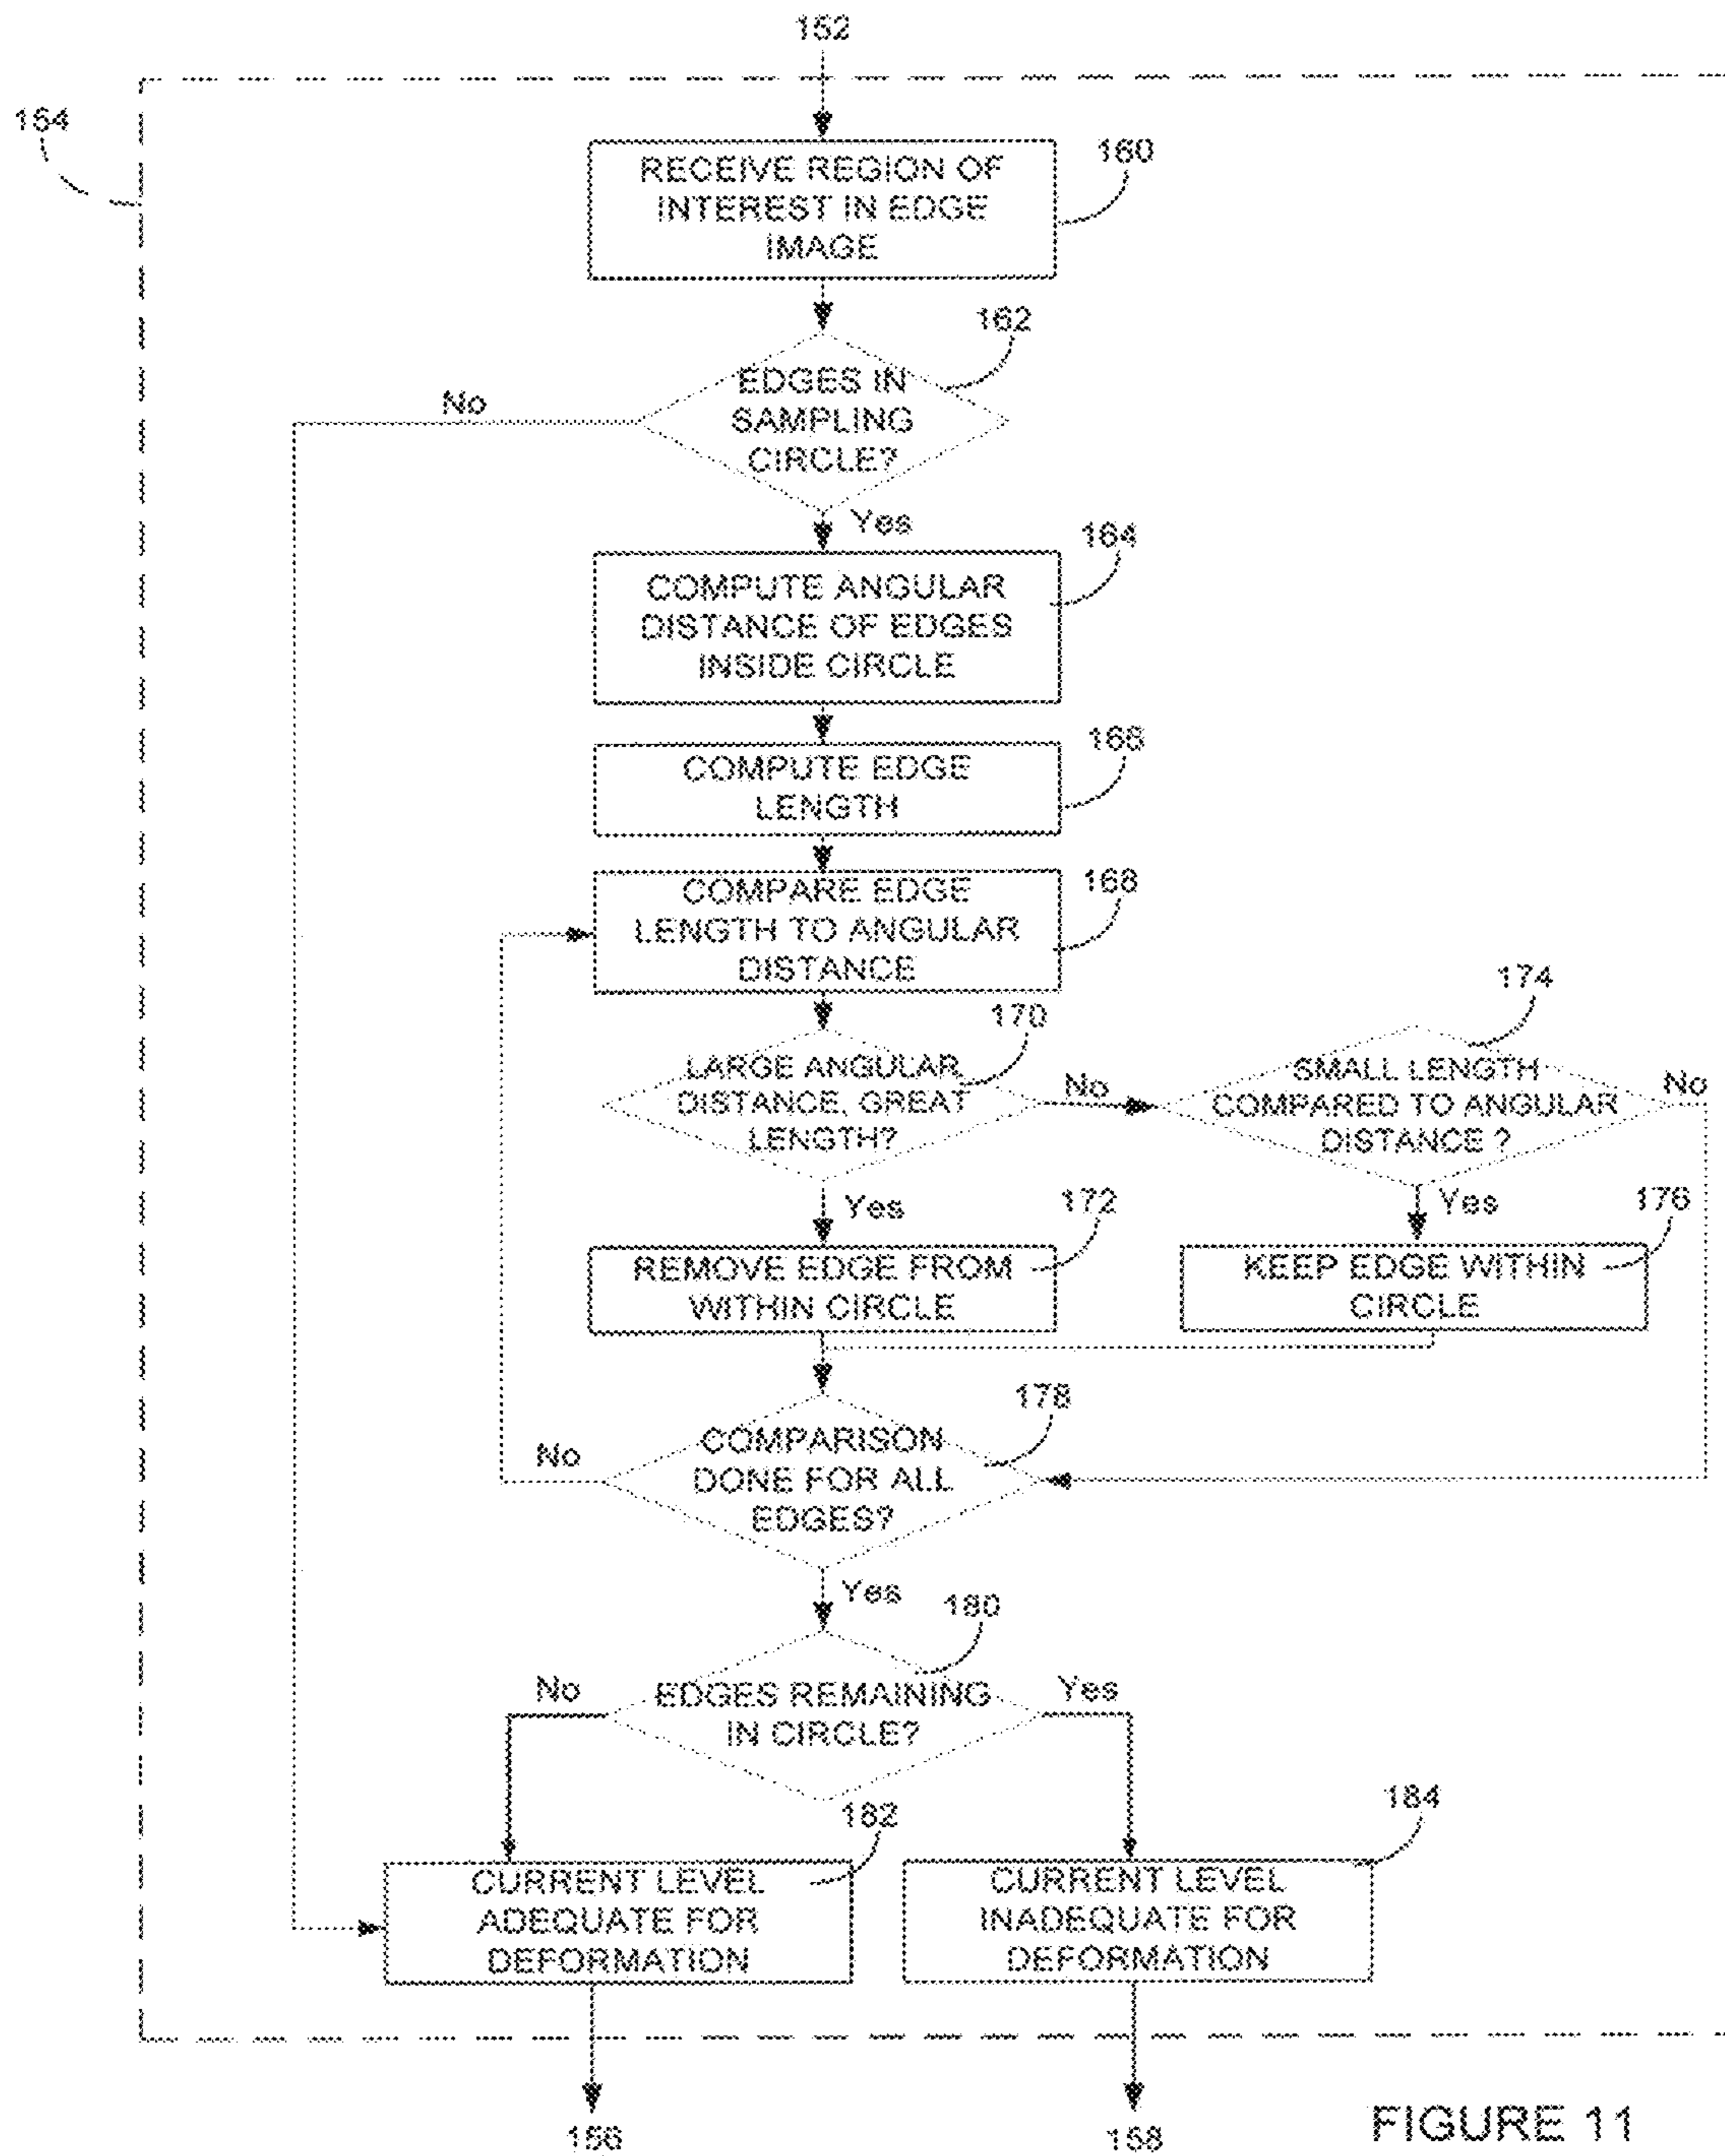 152
154
160
RECEIVE REGION OF
INTEREST IN EDGE
IMAGE
162
EDGES IN
SAMPLING
CIRCLE?
No
Yes
164
COMPUTE ANGULAR
DISTANCE OF EDGES
INSIDE CIRCLE
166
COMPUTE EDGE
LENGTH
168
COMPARE EDGE
LENGTH TO ANGULAR
DISTANCE
170
LARGE ANGULAR
DISTANCE, GREAT
LENGTH?
No
174
SMALL LENGTH
COMPARED TO ANGULAR
DISTANCE ?
No
Yes
172
REMOVE EDGE FROM
WITHIN CIRCLE
Yes
176
KEEP EDGE WITHIN
CIRCLE
178
COMPARISON
DONE FOR ALL
EDGES?
No
Yes
180
EDGES REMAINING
IN CIRCLE?
No
Yes
182
CURRENT LEVEL
ADEQUATE FOR
DEFORMATION
184
CURRENT LEVEL
INADEQUATE FOR
DEFORMATION
156
158
FIGURE 11